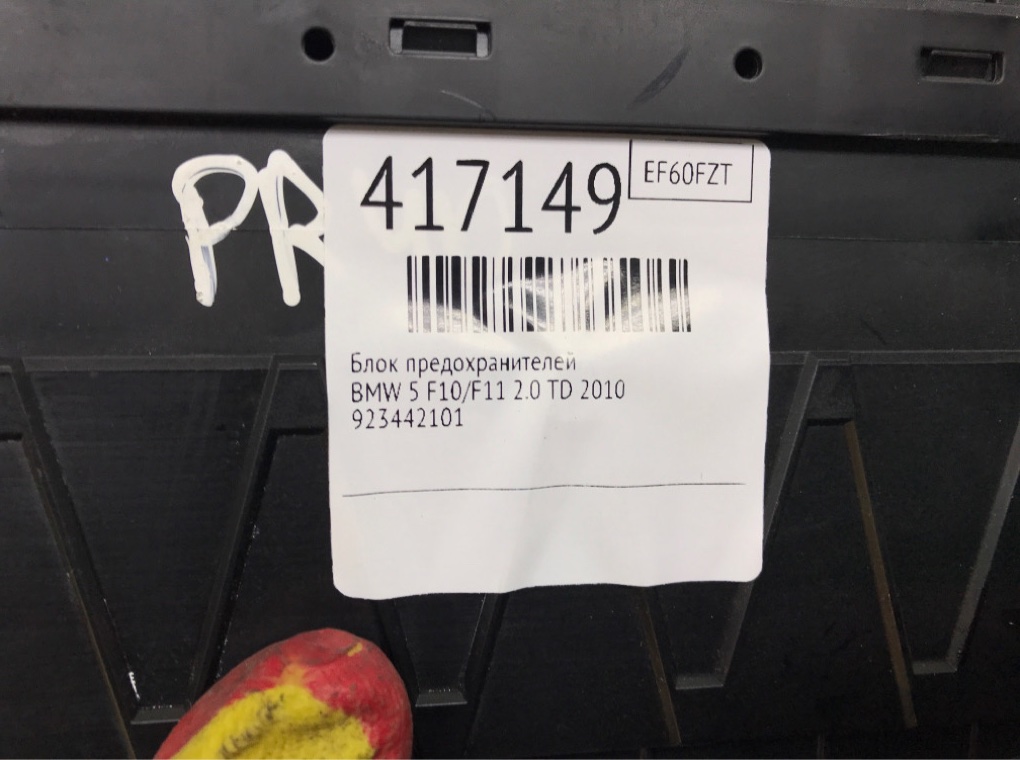 PR
417149
EF60FZT
Блок предохранителей
BMW 5 F10/F11 2.0 TD 2010
923442101